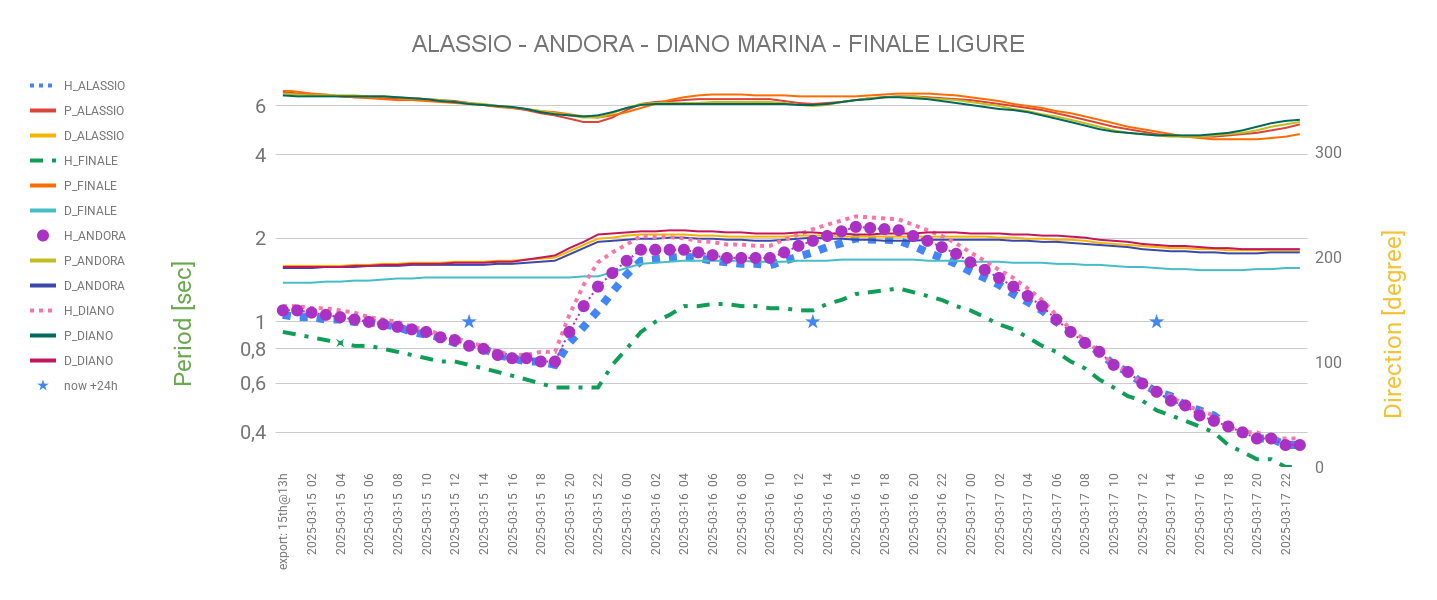 ALASSIO - ANDORA - DIANO MARINA - FINALE LIGURE
H_ALASSIO
P_ALASSIO
D_ALASSIO
H_FINALE
P_FINALE
D_FINALE
H_ANDORA
P_ANDORA
D_ANDORA
H_DIANO
P_DIANO
D_DIANO
now +24h
Period [sec]
6
4
2
1
0,8
0,6
0,4
300
200
100
0
Direction [degree]
export: 15th@13h
2025-03-15 02
2025-03-15 04
2025-03-15 06
2025-03-15 08
2025-03-15 10
2025-03-15 12
2025-03-15 14
2025-03-15 16
2025-03-15 18
2025-03-15 20
2025-03-15 22
2025-03-16 00
2025-03-16 02
2025-03-16 04
2025-03-16 06
2025-03-16 08
2025-03-16 10
2025-03-16 12
2025-03-16 14
2025-03-16 16
2025-03-16 18
2025-03-16 20
2025-03-16 22
2025-03-17 00
2025-03-17 02
2025-03-17 04
2025-03-17 06
2025-03-17 08
2025-03-17 10
2025-03-17 12
2025-03-17 14
2025-03-17 16
2025-03-17 18
2025-03-17 20
2025-03-17 22